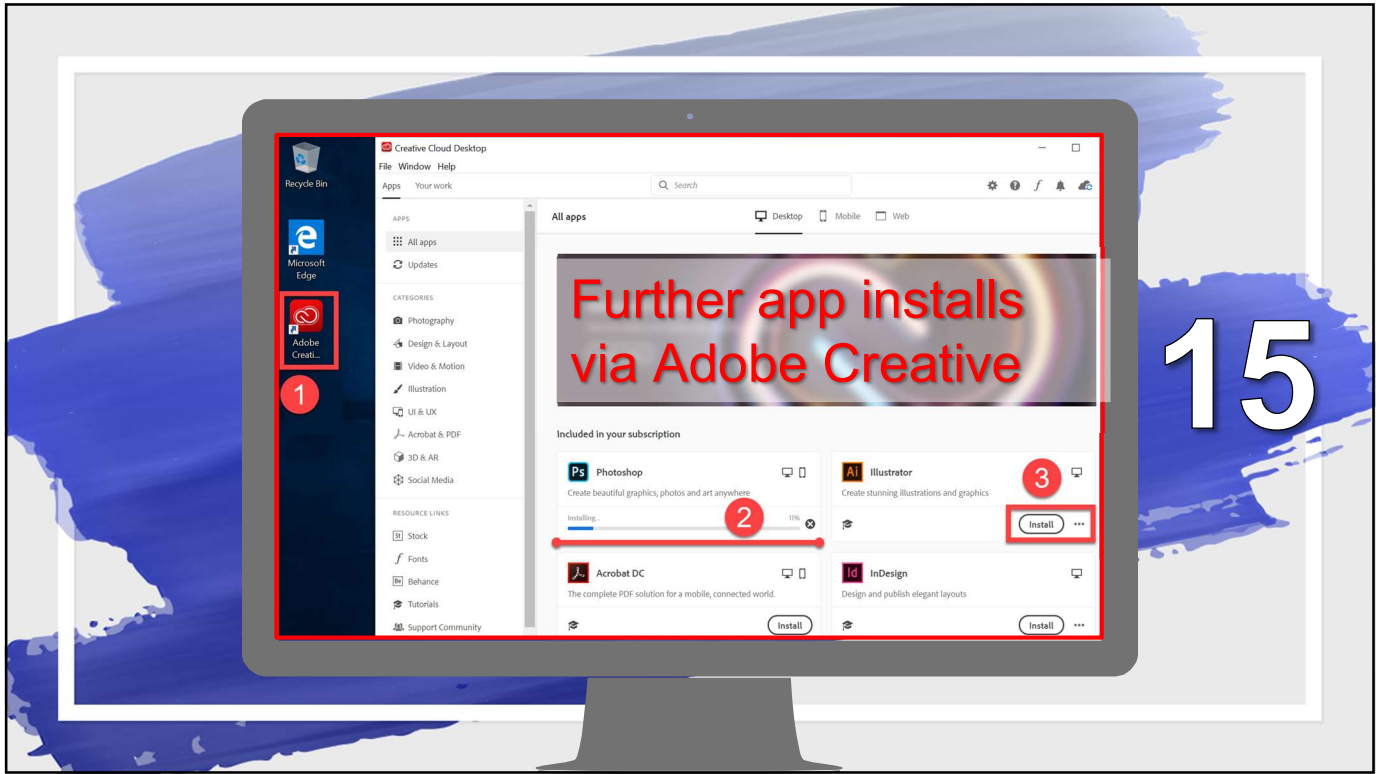 Recycle Bin
Microsoft
Edge
Adobe
Creati...
1
Creative Cloud Desktop
File Window Help
Apps Your work
Search
APPS
All apps
Updates
CATEGORIES
Photography
Design & Layout
Video & Motion
Illustration
UI & UX
Acrobat & PDF
3D & AR
Social Media
RESOURCE LINKS
St Stock
f Fonts
Be Behance
Tutorials
Support Community
All apps
Desktop Mobile Web
Further app installs
via Adobe Creative
Included in your subscription
Ps Photoshop
Create beautiful graphics, photos and art anywhere
Installing... 11%
2
Ai Illustrator
Create stunning illustrations and graphics
3
Install
Acrobat DC
The complete PDF solution for a mobile, connected world.
Install
Id InDesign
Design and publish elegant layouts
Install
15